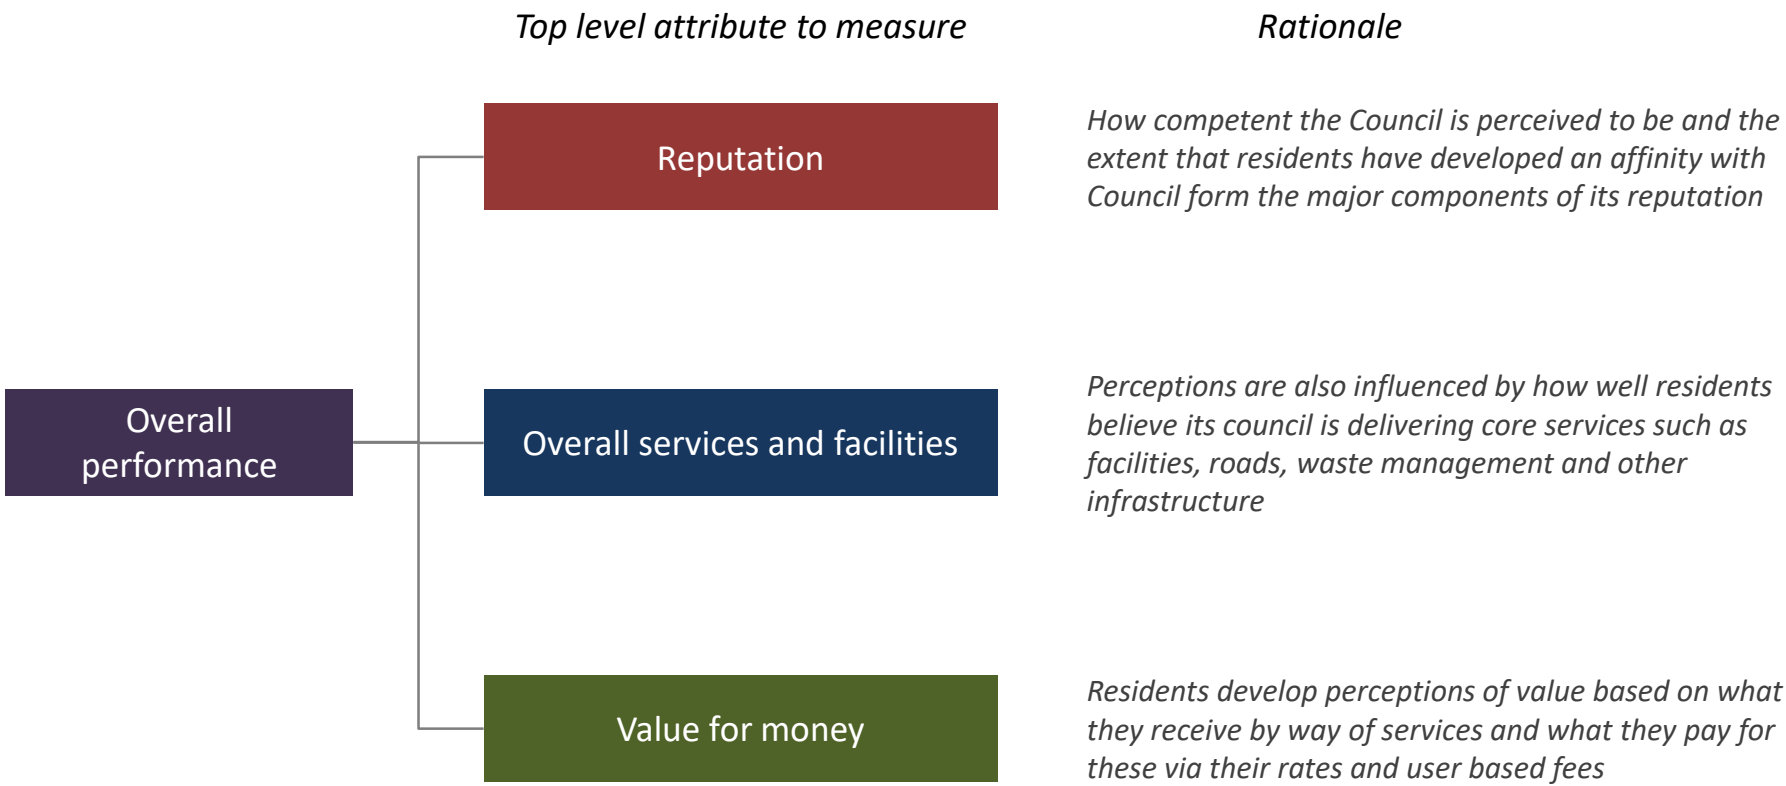 Top level attribute to measure
Rationale
Reputation
How competent the Council is perceived to be and the
extent that residents have developed an affinity with
Council form the major components of its reputation
Overall
performance
Overall services and facilities
Perceptions are also influenced by how well residents
believe its council is delivering core services such as
facilities, roads, waste management and other
infrastructure
Value for money
Residents develop perceptions of value based on what
they receive by way of services and what they pay for
these via their rates and user based fees